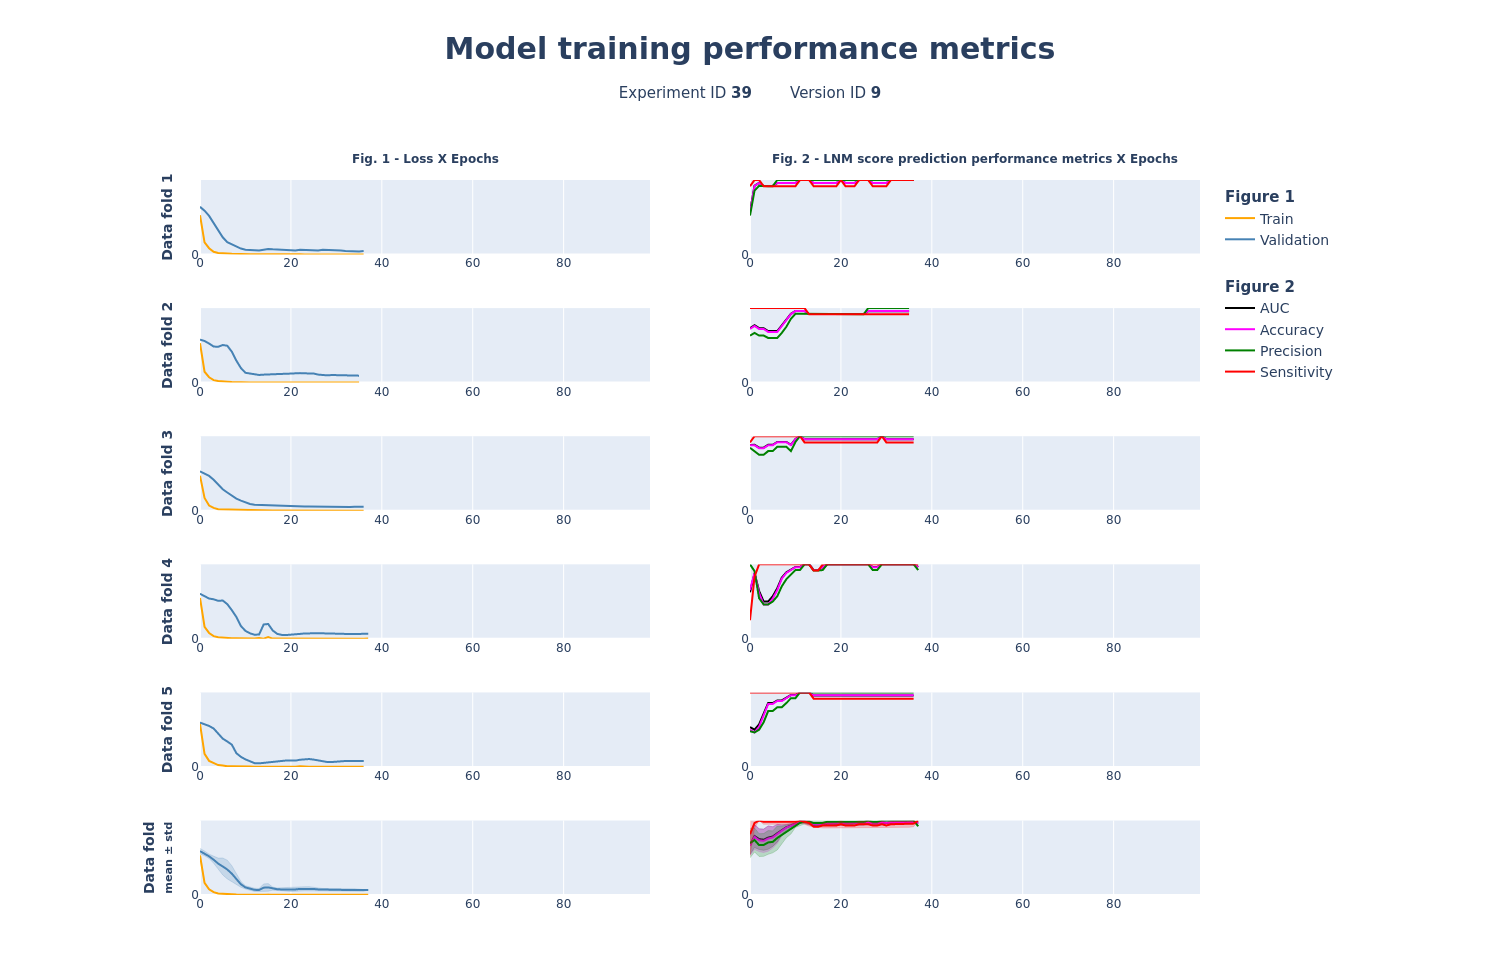 Model training performance metrics
Experiment ID 39 Version ID 9
Fig. 1 - Loss X Epochs
Fig. 2 - LNM score prediction performance metrics X Epochs
Data fold 1
0
0 20 40 60 80
0
0 20 40 60 80
Figure 1
Train
Validation
Figure 2
AUC
Accuracy
Precision
Sensitivity
Data fold 2
0
0 20 40 60 80
0
0 20 40 60 80
Data fold 3
0
0 20 40 60 80
0
0 20 40 60 80
Data fold 4
0
0 20 40 60 80
0
0 20 40 60 80
Data fold 5
0
0 20 40 60 80
0
0 20 40 60 80
Data fold
mean ± std
0
0 20 40 60 80
0
0 20 40 60 80